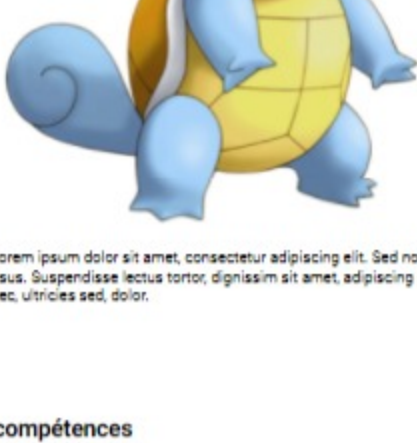 orem ipsum dolor sit amet, consectetur adipiscing elit. Sed no
sus. Suspendisse lectus tortor, dignissim sit amet, adipiscing
ec, ultricies sed, dolor.
compétences